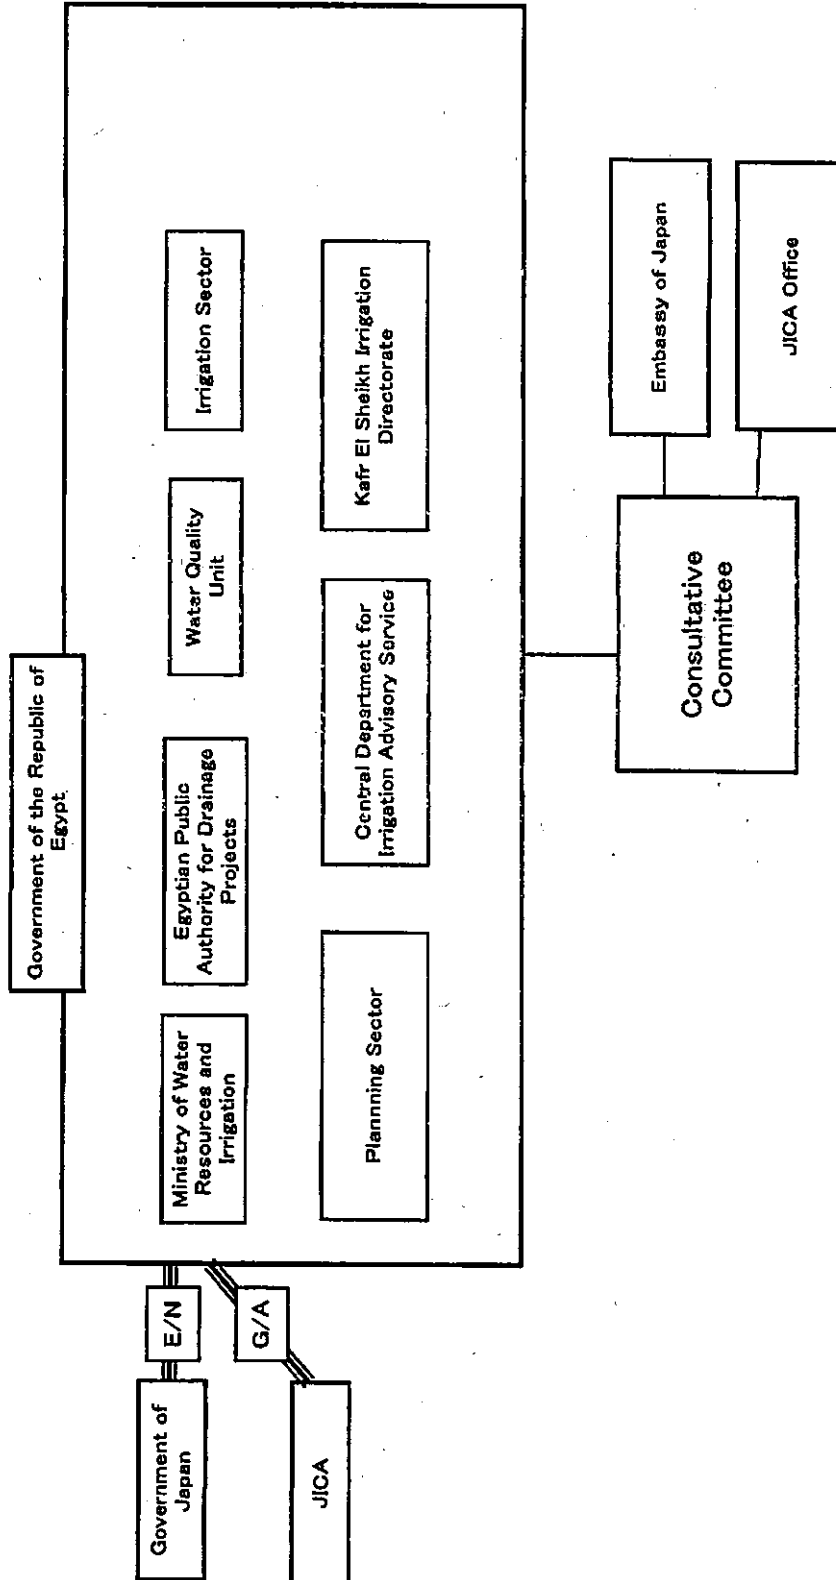 Government of the Republic of
Egypt
Government of
Japan
E/N
Ministry of Water
Resources and
Irrigation
Egyptian Public
Authority for Drainage
Projects
Water Quality
Unit
Irrigation Sector
JICA
G/A
Plannning Sector
Central Department for
Irrigation Advisory Service
Kafr El Sheikh Irrigation
Directorate
Consultative
Committee
Embassy of Japan
JICA Office